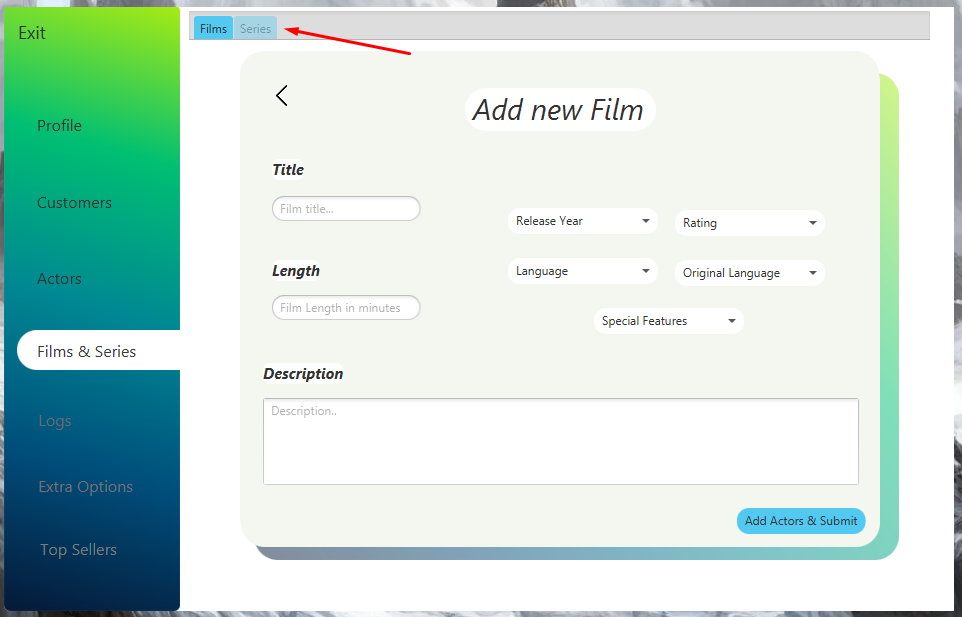 Exit
Profile
Customers
Actors
Films & Series
Logs
Extra Options
Top Sellers
Films Series
Add new Film
Title
Film title...
Release Year
Rating
Length
Language
Original Language
Film Length in minutes
Special Features
Description
Description..
Add Actors & Submit